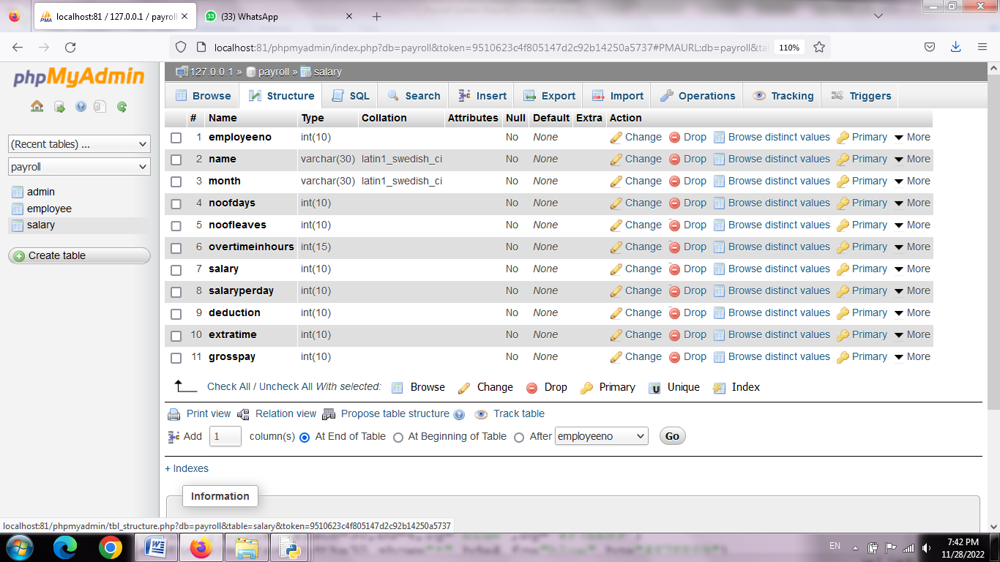 localhost:81 / 127.0.0.1 / payroll
(33) WhatsApp
localhost:81/phpmyadmin/index.php?db=payroll&token=9510623c4f805147d2c92b14250a5737#PMAURL:db=payroll&ta
110%
phpMyAdmin
(Recent tables) ...
payroll
admin
employee
salary
Create table
127.0.0.1 » payroll » salary
Browse Structure SQL Search Insert Export Import Operations Tracking Triggers
# Name Type Collation Attributes Null Default Extra Action
1 employeeno int(10) No None Change Drop Browse distinct values Primary More
2 name varchar(30) latin1_swedish_ci No None Change Drop Browse distinct values Primary More
3 month varchar(30) latin1_swedish_ci No None Change Drop Browse distinct values Primary More
4 noofdays int(10) No None Change Drop Browse distinct values Primary More
5 noofleaves int(10) No None Change Drop Browse distinct values Primary More
6 overtimeinhours int(15) No None Change Drop Browse distinct values Primary More
7 salary int(10) No None Change Drop Browse distinct values Primary More
8 salaryperday int(10) No None Change Drop Browse distinct values Primary More
9 deduction int(10) No None Change Drop Browse distinct values Primary More
10 extratime int(10) No None Change Drop Browse distinct values Primary More
11 grosspay int(10) No None Change Drop Browse distinct values Primary More
Check All / Uncheck All With selected: Browse Change Drop Primary Unique Index
Print view Relation view Propose table structure Track table
Add 1 column(s) At End of Table At Beginning of Table After employeeno Go
+ Indexes
Information
localhost:81/phpmyadmin/tbl_structure.php?db=payroll&table=salary&token=9510623c4f805147d2c92b14250a5737
EN
7:42 PM
11/28/2022